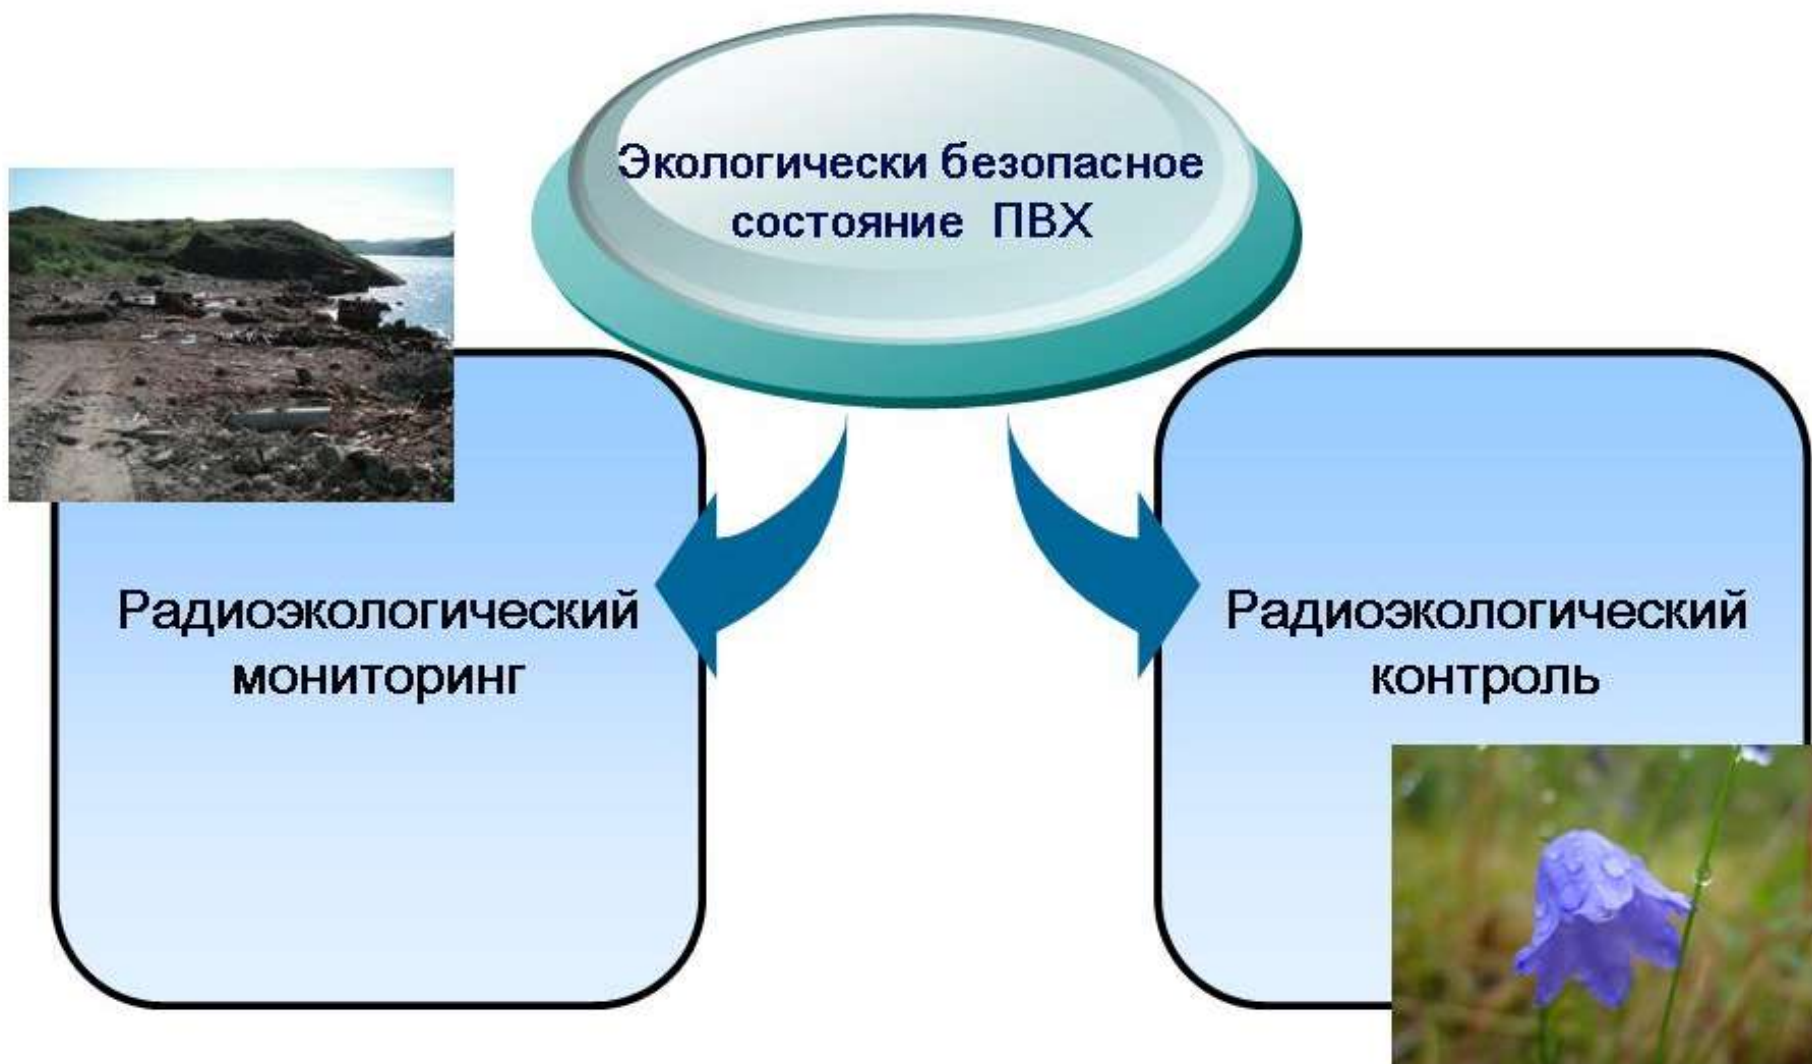 Экологически безопасное
состояние ПВХ
Радиоэкологический
мониторинг
Радиоэкологический
контроль